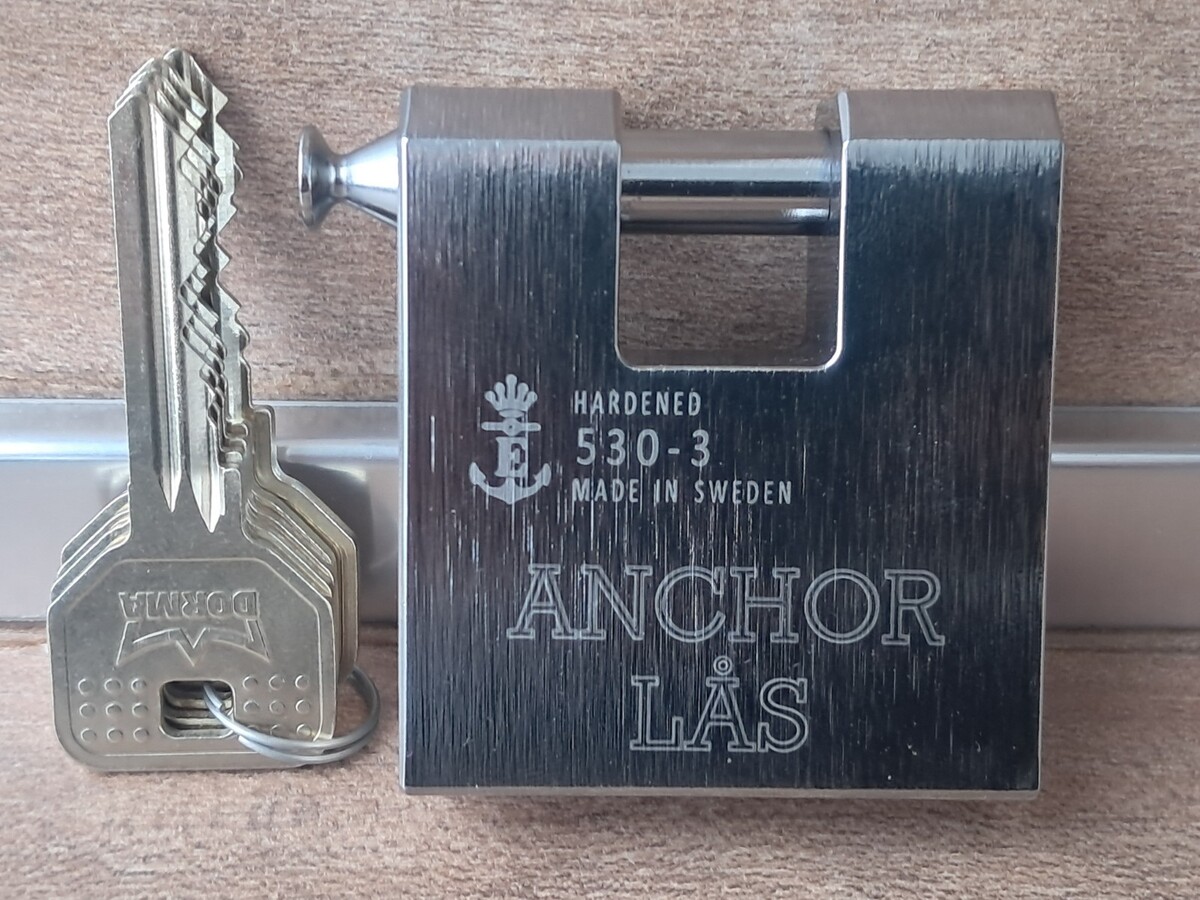 DORMA
E
HARDENED
530-3
MADE IN SWEDEN
ANCHOR
LÅS